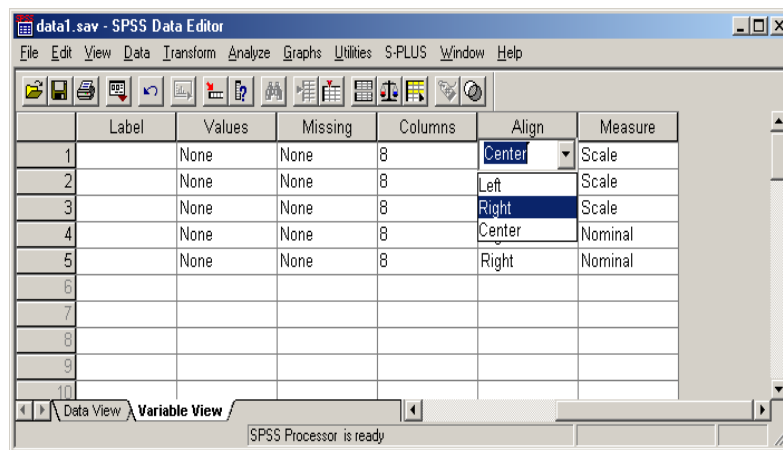 data1.sav - SPSS Data Editor
File Edit View Data Transform Analyze Graphs Utilities S-PLUS Window Help
Label Values Missing Columns Align Measure
1 None None 8 Center Scale
2 None None 8 Left Scale
3 None None 8 Right Scale
4 None None 8 Center Nominal
5 None None 8 Right Nominal
6
7
8
9
10
Data View Variable View
SPSS Processor is ready